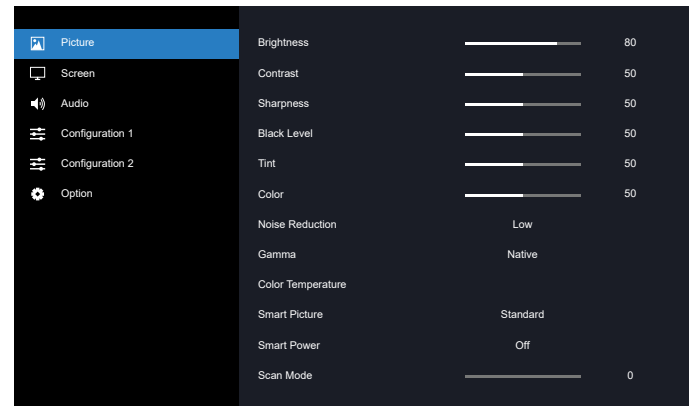 Picture
Screen
Audio
Configuration 1
Configuration 2
Option
Brightness 80
Contrast 50
Sharpness 50
Black Level 50
Tint 50
Color 50
Noise Reduction Low
Gamma Native
Color Temperature
Smart Picture Standard
Smart Power Off
Scan Mode 0